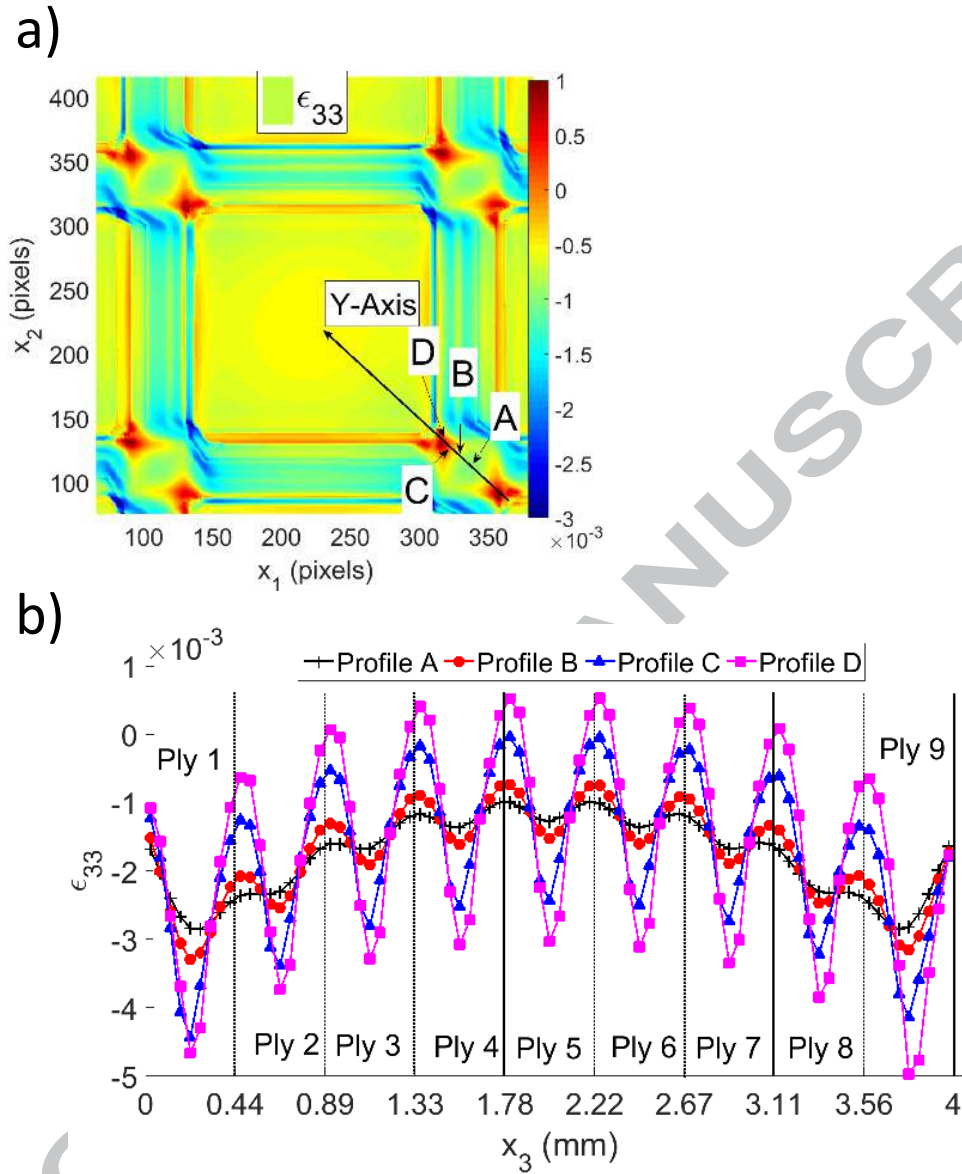 a)
ϵ33
400
350
300
250
200
150
100
x2 (pixels)
Y-Axis
D
B
A
C
1
0.5
0
-0.5
-1
-1.5
-2
-2.5
-3
×10-3
100 150 200 250 300 350
x1 (pixels)
NUSCR
b)
×10-3
Profile A Profile B Profile C Profile D
1
0
-1
-2
-3
-4
-5
ϵ33
Ply 1
Ply 9
Ply 2 Ply 3 Ply 4 Ply 5 Ply 6 Ply 7 Ply 8
0 0.44 0.89 1.33 1.78 2.22 2.67 3.11 3.56 4
x3 (mm)